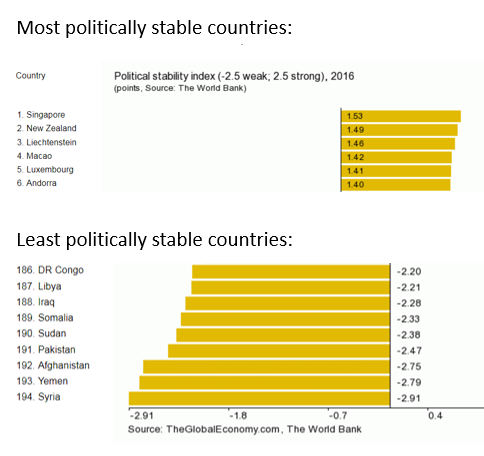 Most politically stable countries:
Country
Political stability index (-2.5 weak; 2.5 strong), 2016
(points, Source: The World Bank)
1. Singapore 1.53
2. New Zealand 1.49
3. Liechtenstein 1.46
4. Macao 1.42
5. Luxembourg 1.41
6. Andorra 1.40
Least politically stable countries:
186. DR Congo -2.20
187. Libya -2.21
188. Iraq -2.28
189. Somalia -2.33
190. Sudan -2.38
191. Pakistan -2.47
192. Afghanistan -2.75
193. Yemen -2.79
194. Syria -2.91
-2.91 -1.8 -0.7 0.4
Source: TheGlobalEconomy.com, The World Bank